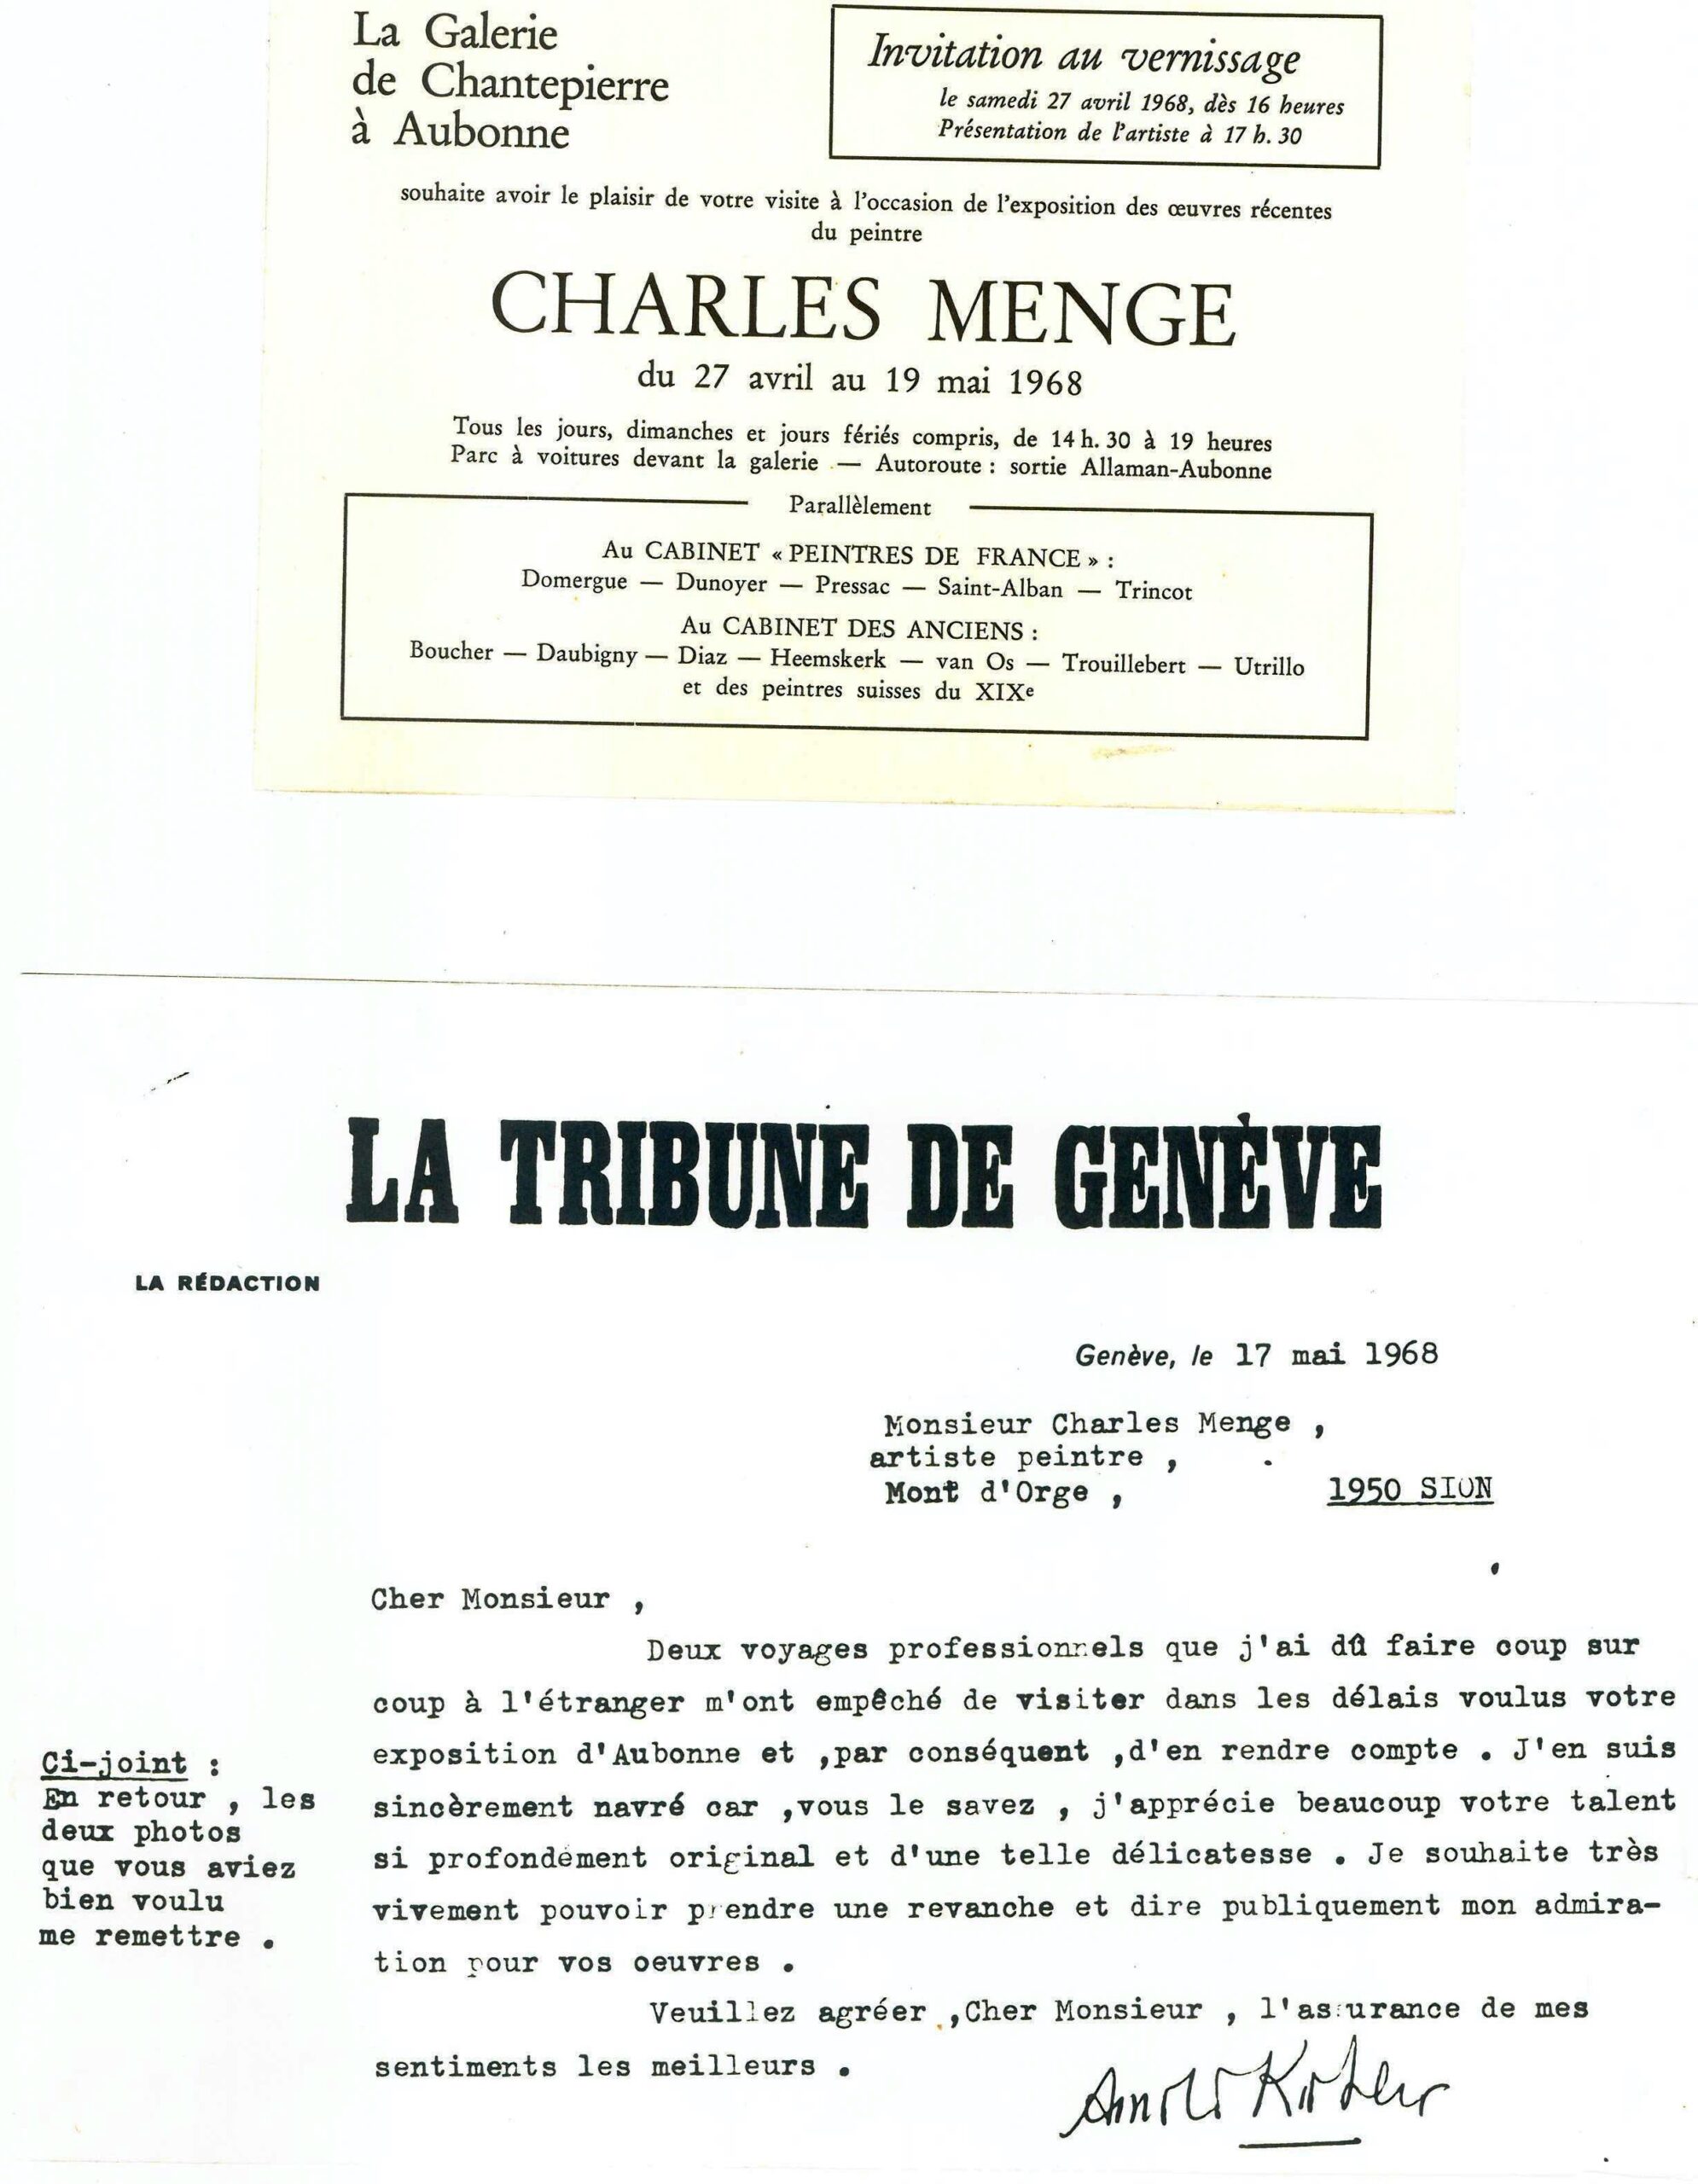 La Galerie
de Chantepierre
à Aubonne
Invitation au vernissage
le samedi 27 avril 1968, dès 16 heures
Présentation de l'artiste à 17 h. 30
souhaite avoir le plaisir de votre visite à l'occasion de l'exposition des œuvres récentes
du peintre
CHARLES MENGE
du 27 avril au 19 mai 1968
Tous les jours, dimanches et jours fériés compris, de 14 h. 30 à 19 heures
Parc à voitures devant la galerie — Autoroute : sortie Allaman-Aubonne
Parallèlement
Au CABINET « PEINTRES DE FRANCE » :
Domergue — Dunoyer — Pressac — Saint-Alban — Trincot
Au CABINET DES ANCIENS :
Boucher — Daubigny — Diaz — Heemskerk — van Os — Trouillebert — Utrillo
et des peintres suisses du XIXe
LA TRIBUNE DE GENÈVE
LA RÉDACTION
Genève, le 17 mai 1968
Monsieur Charles Menge ,
artiste peintre ,
Mont d'Orge , 1950 SION
Cher Monsieur ,
Deux voyages professionnels que j'ai dû faire coup sur
coup à l'étranger m'ont empêché de visiter dans les délais voulus votre
exposition d'Aubonne et ,par conséquent ,d'en rendre compte . J'en suis
sincèrement navré car ,vous le savez , j'apprécie beaucoup votre talent
si profondément original et d'une telle délicatesse . Je souhaite très
vivement pouvoir prendre une revanche et dire publiquement mon admira-
tion pour vos oeuvres .
Veuillez agréer ,Cher Monsieur , l'assurance de mes
sentiments les meilleurs .
Ci-joint :
En retour , les
deux photos
que vous aviez
bien voulu
me remettre .
Arnold Kohler